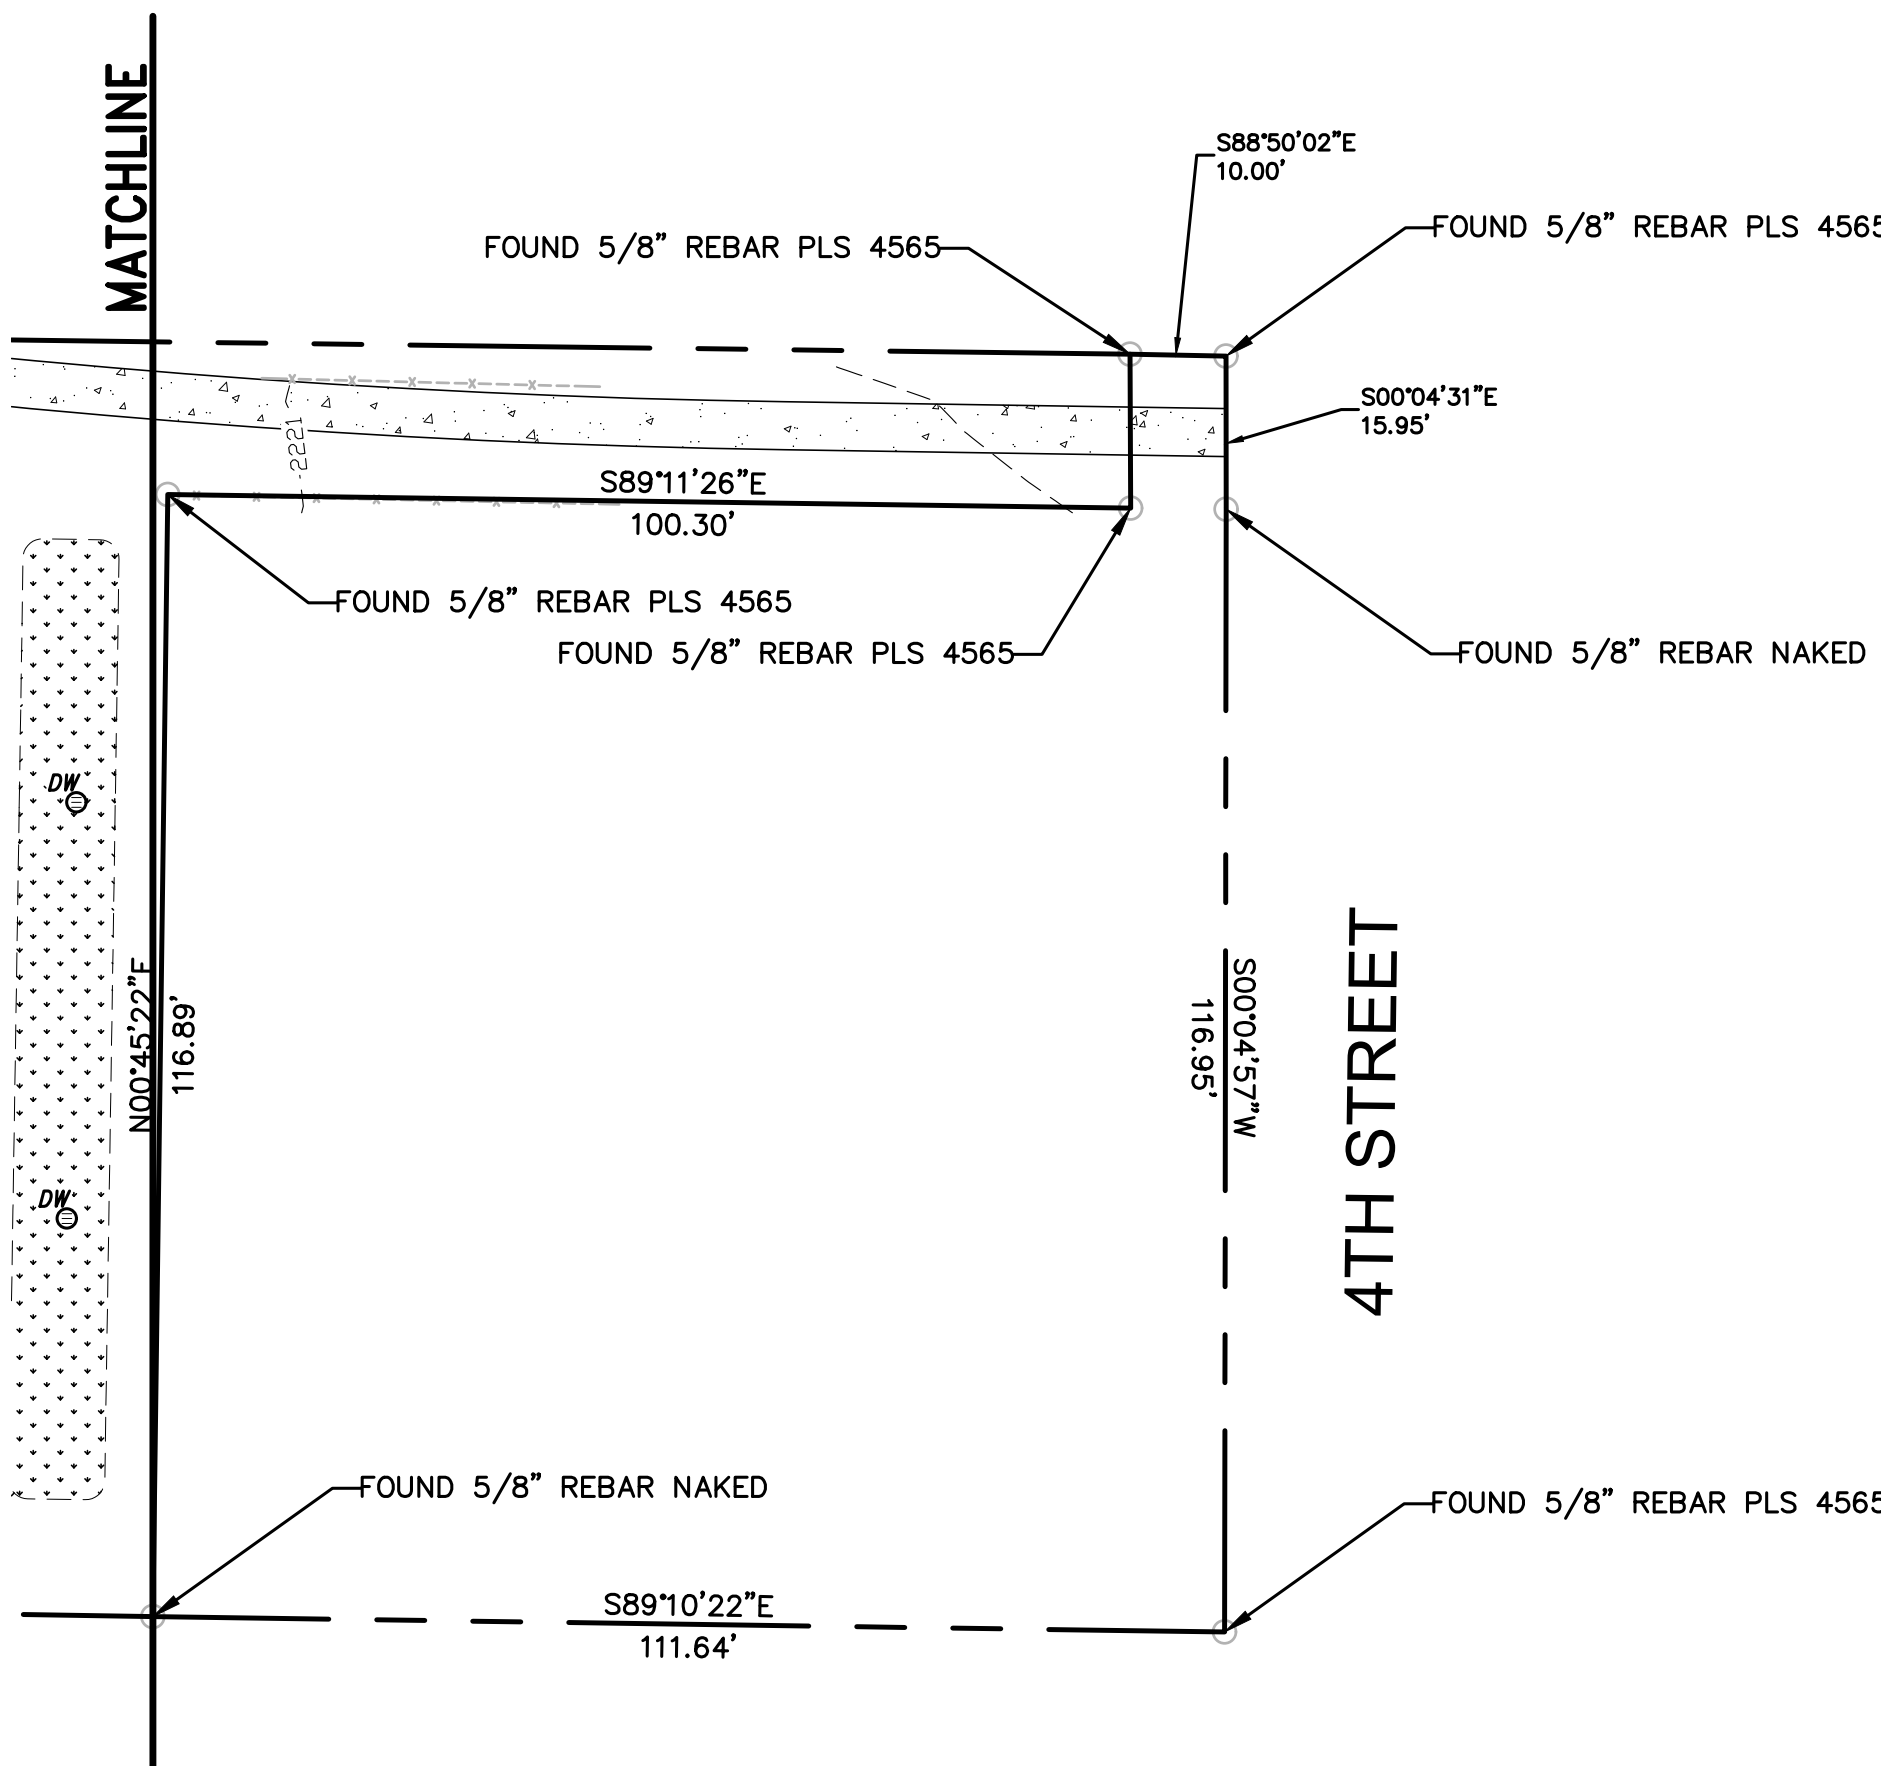 MATCHLINE
S88°50'02"E
10.00'
FOUND 5/8" REBAR PLS 4565
FOUND 5/8" REBAR PLS 4565
S00°04'31"E
15.95'
2221
S89°11'26"E
100.30'
FOUND 5/8" REBAR PLS 4565
FOUND 5/8" REBAR PLS 4565
FOUND 5/8" REBAR NAKED
DW
N00°45'22"E
116.89'
S00°04'57"W
116.95'
4TH STREET
DW
FOUND 5/8" REBAR NAKED
FOUND 5/8" REBAR PLS 4565
S89°10'22"E
111.64'